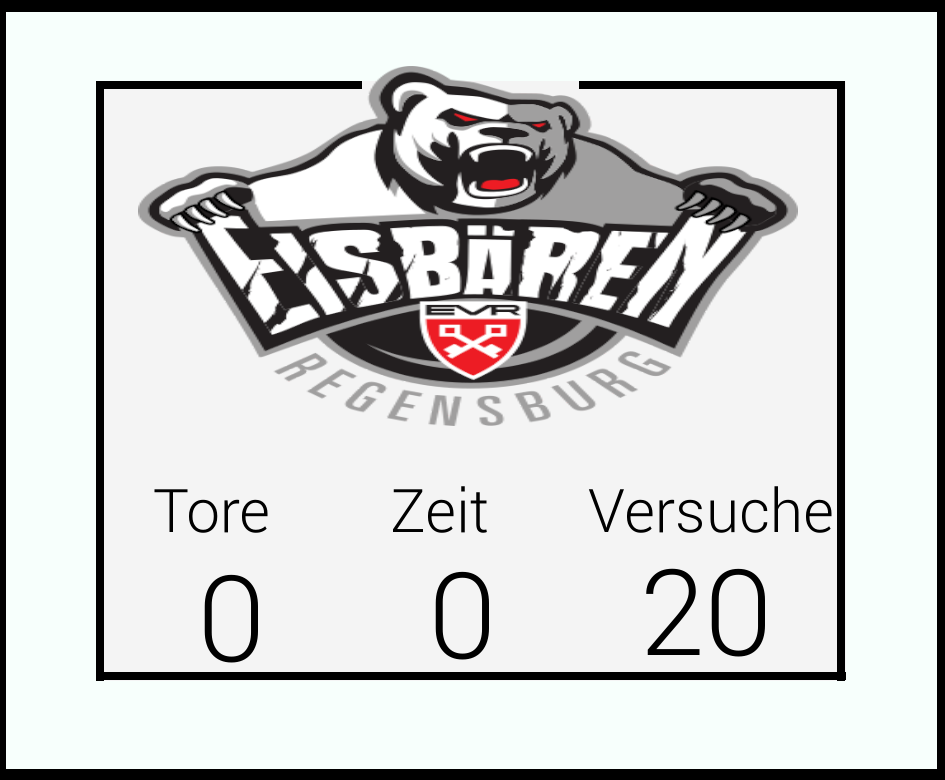 EISBÄREN
EVR
REGENSBURG
Tore Zeit Versuche
0 0 20